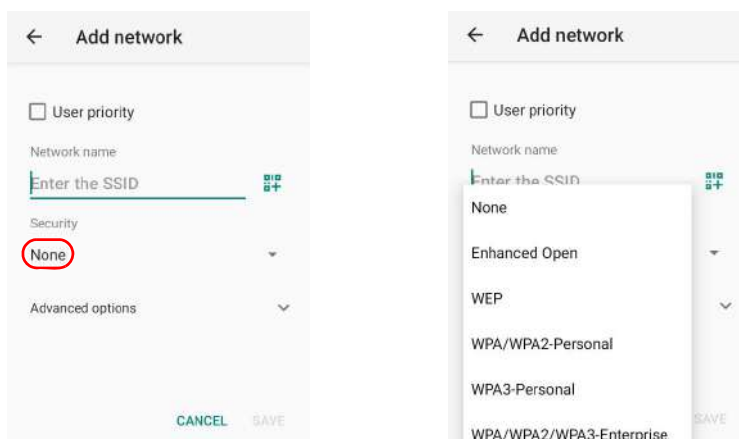 Add network
User priority
Network name
Enter the SSID
Security
None
Advanced options
CANCEL SAVE
Add network
User priority
Network name
Enter the SSID
None
Enhanced Open
WEP
WPA/WPA2-Personal
WPA3-Personal
SAVE
WPA/WPA2/WPA3-Enterprise